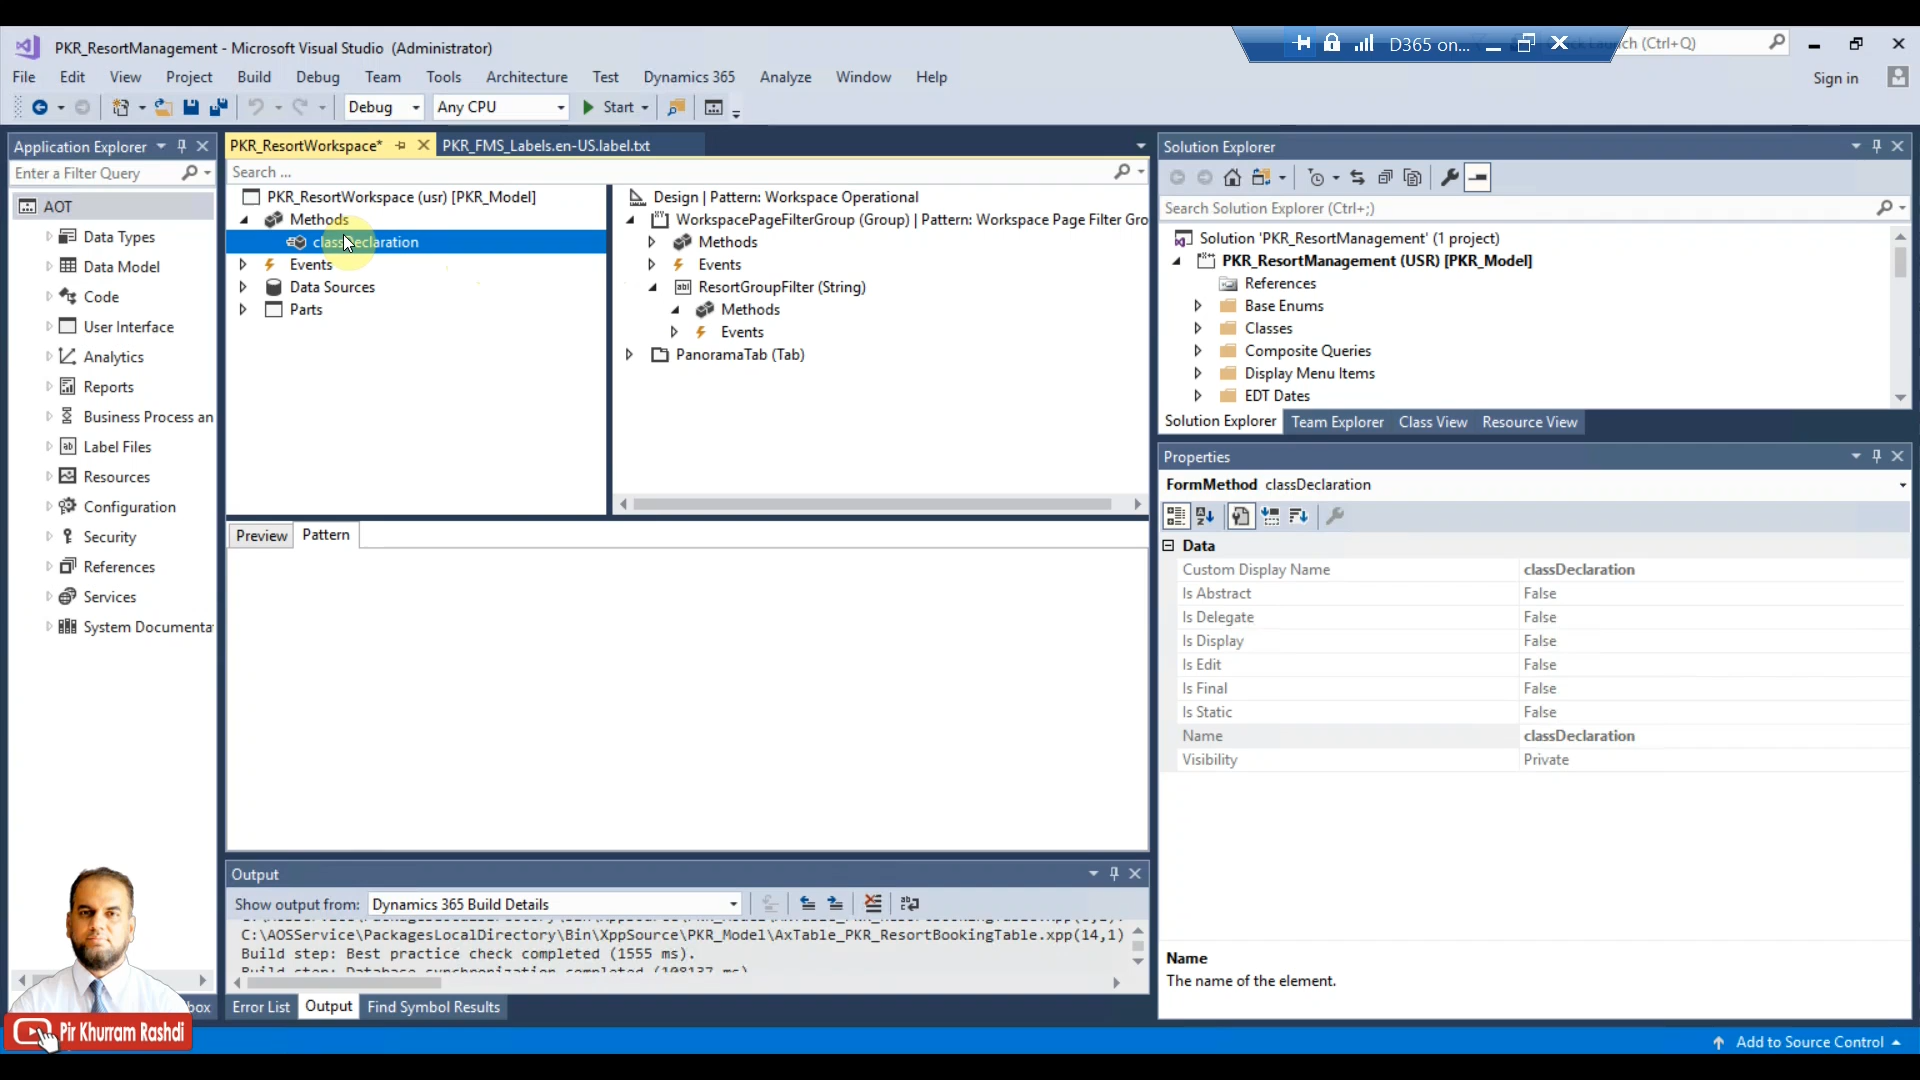 PKR_ResortManagement - Microsoft Visual Studio (Administrator)
D365 on...
ch (Ctrl+Q)
File Edit View Project Build Debug Team Tools Architecture Test Dynamics 365 Analyze Window Help
Sign in
Debug Any CPU Start
Application Explorer
Enter a Filter Query
AOT
Data Types
Data Model
Code
User Interface
Analytics
Reports
Business Process an
Label Files
Resources
Configuration
Security
References
Services
System Documenta
PKR_ResortWorkspace* PKR_FMS_Labels.en-US.label.txt
Search ...
PKR_ResortWorkspace (usr) [PKR_Model]
Methods
classDeclaration
Events
Data Sources
Parts
Design | Pattern: Workspace Operational
WorkspacePageFilterGroup (Group) | Pattern: Workspace Page Filter Gro
Methods
Events
ResortGroupFilter (String)
Methods
Events
PanoramaTab (Tab)
Preview Pattern
Output
Show output from: Dynamics 365 Build Details
C:\AOSService\PackagesLocalDirectory\Bin\XppSource\PKR_Model\AxTable_PKR_ResortBookingTable.xpp(14,1)
Build step: Best practice check completed (1555 ms).
Build step: Database synchronization completed (108137 ms)
Error List Output Find Symbol Results
Solution Explorer
Search Solution Explorer (Ctrl+;)
Solution 'PKR_ResortManagement' (1 project)
PKR_ResortManagement (USR) [PKR_Model]
References
Base Enums
Classes
Composite Queries
Display Menu Items
EDT Dates
Solution Explorer Team Explorer Class View Resource View
Properties
FormMethod classDeclaration
Data
Custom Display Name classDeclaration
Is Abstract False
Is Delegate False
Is Display False
Is Edit False
Is Final False
Is Static False
Name classDeclaration
Visibility Private
Name
The name of the element.
box
Pir Khurram Rashdi
Add to Source Control